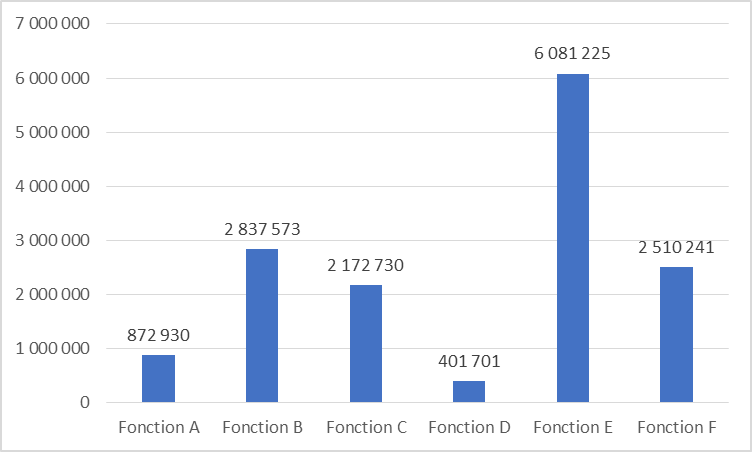 7 000 000
6 000 000
5 000 000
4 000 000
3 000 000
2 000 000
1 000 000
0
872 930
2 837 573
2 172 730
401 701
6 081 225
2 510 241
Fonction A
Fonction B
Fonction C
Fonction D
Fonction E
Fonction F